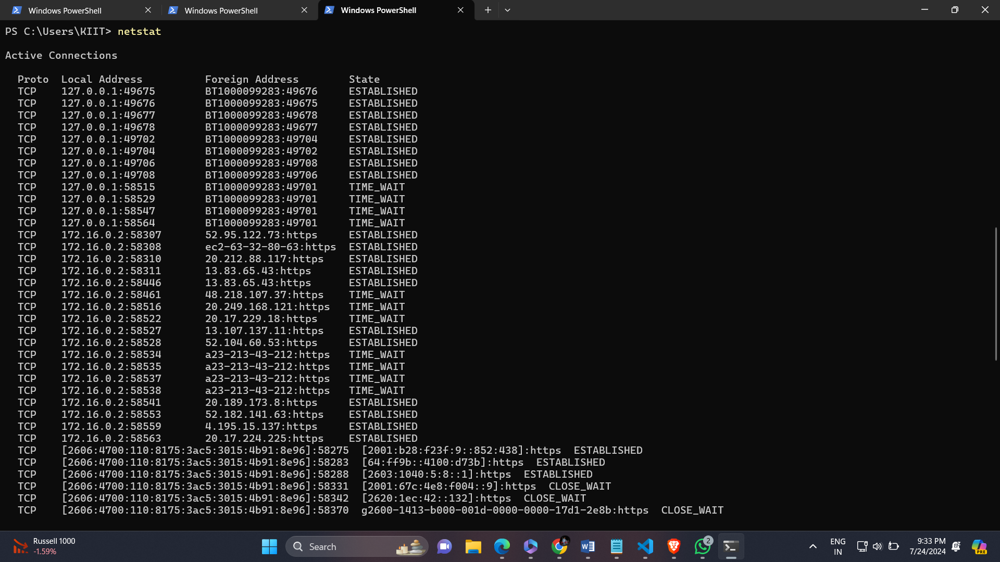 Windows PowerShell
Windows PowerShell
Windows PowerShell
PS C:\Users\KIIT> netstat
Active Connections
Proto  Local Address          Foreign Address        State
TCP    127.0.0.1:49675        BT1000099283:49676     ESTABLISHED
TCP    127.0.0.1:49676        BT1000099283:49675     ESTABLISHED
TCP    127.0.0.1:49677        BT1000099283:49678     ESTABLISHED
TCP    127.0.0.1:49678        BT1000099283:49677     ESTABLISHED
TCP    127.0.0.1:49702        BT1000099283:49704     ESTABLISHED
TCP    127.0.0.1:49704        BT1000099283:49702     ESTABLISHED
TCP    127.0.0.1:49706        BT1000099283:49708     ESTABLISHED
TCP    127.0.0.1:49708        BT1000099283:49706     ESTABLISHED
TCP    127.0.0.1:58515        BT1000099283:49701     TIME_WAIT
TCP    127.0.0.1:58529        BT1000099283:49701     TIME_WAIT
TCP    127.0.0.1:58547        BT1000099283:49701     TIME_WAIT
TCP    127.0.0.1:58564        BT1000099283:49701     TIME_WAIT
TCP    172.16.0.2:58307       52.95.122.73:https     ESTABLISHED
TCP    172.16.0.2:58308       ec2-63-32-80-63:https  ESTABLISHED
TCP    172.16.0.2:58310       20.212.88.117:https    ESTABLISHED
TCP    172.16.0.2:58311       13.83.65.43:https      ESTABLISHED
TCP    172.16.0.2:58446       13.83.65.43:https      ESTABLISHED
TCP    172.16.0.2:58461       48.218.107.37:https    TIME_WAIT
TCP    172.16.0.2:58516       20.249.168.121:https   TIME_WAIT
TCP    172.16.0.2:58522       20.17.229.18:https     TIME_WAIT
TCP    172.16.0.2:58527       13.107.137.11:https    ESTABLISHED
TCP    172.16.0.2:58528       52.104.60.53:https     ESTABLISHED
TCP    172.16.0.2:58534       a23-213-43-212:https   TIME_WAIT
TCP    172.16.0.2:58535       a23-213-43-212:https   TIME_WAIT
TCP    172.16.0.2:58537       a23-213-43-212:https   TIME_WAIT
TCP    172.16.0.2:58538       a23-213-43-212:https   TIME_WAIT
TCP    172.16.0.2:58541       20.189.173.8:https     ESTABLISHED
TCP    172.16.0.2:58553       52.182.141.63:https    ESTABLISHED
TCP    172.16.0.2:58559       4.195.15.137:https     ESTABLISHED
TCP    172.16.0.2:58563       20.17.224.225:https    ESTABLISHED
TCP    [2606:4700:110:8175:3ac5:3015:4b91:8e96]:58275  [2001:b28:f23f:9::852:438]:https  ESTABLISHED
TCP    [2606:4700:110:8175:3ac5:3015:4b91:8e96]:58283  [64:ff9b::4100:d73b]:https  ESTABLISHED
TCP    [2606:4700:110:8175:3ac5:3015:4b91:8e96]:58288  [2603:1040:5:8::1]:https  ESTABLISHED
TCP    [2606:4700:110:8175:3ac5:3015:4b91:8e96]:58331  [2001:67c:4e8:f004::9]:https  CLOSE_WAIT
TCP    [2606:4700:110:8175:3ac5:3015:4b91:8e96]:58342  [2620:1ec:42::132]:https  CLOSE_WAIT
TCP    [2606:4700:110:8175:3ac5:3015:4b91:8e96]:58370  g2600-1413-b000-001d-0000-0000-17d1-2e8b:https  CLOSE_WAIT
Russell 1000
-1.59%
Search
W
2
ENG
IN
9:33 PM
7/24/2024
PRE